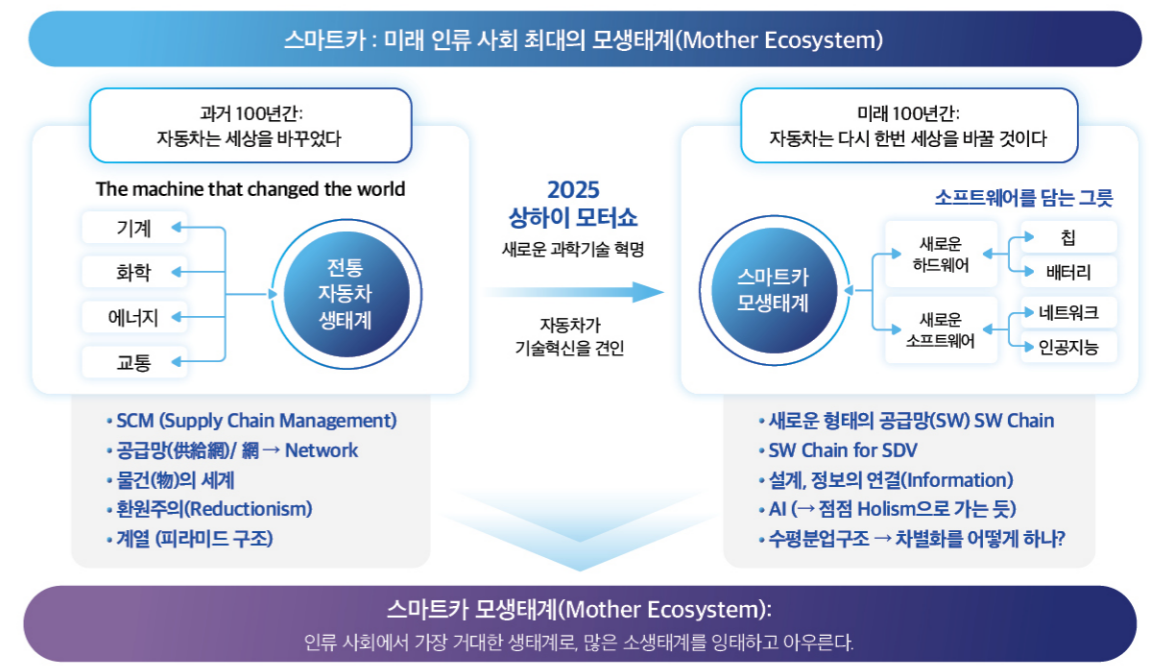 스마트카 : 미래 인류 사회 최대의 모생태계(Mother Ecosystem)
과거 100년간:
자동차는 세상을 바꾸었다
The machine that changed the world
기계
화학
에너지
교통
전통
자동차
생태계
2025
상하이 모터쇼
새로운 과학기술 혁명
자동차가
기술혁신을 견인
미래 100년간:
자동차는 다시 한번 세상을 바꿀 것이다
소프트웨어를 담는 그릇
스마트카
모생태계
새로운
하드웨어
칩
배터리
새로운
소프트웨어
네트워크
인공지능
• SCM (Supply Chain Management)
• 공급망(供給網)/ 網 → Network
• 물건(物)의 세계
• 환원주의(Reductionism)
• 계열 (피라미드 구조)
• 새로운 형태의 공급망(SW) SW Chain
• SW Chain for SDV
• 설계, 정보의 연결(Information)
• AI (→ 점점 Holism으로 가는 듯)
• 수평분업구조 → 차별화를 어떻게 하나?
스마트카 모생태계(Mother Ecosystem):
인류 사회에서 가장 거대한 생태계로, 많은 소생태계를 잉태하고 아우른다.